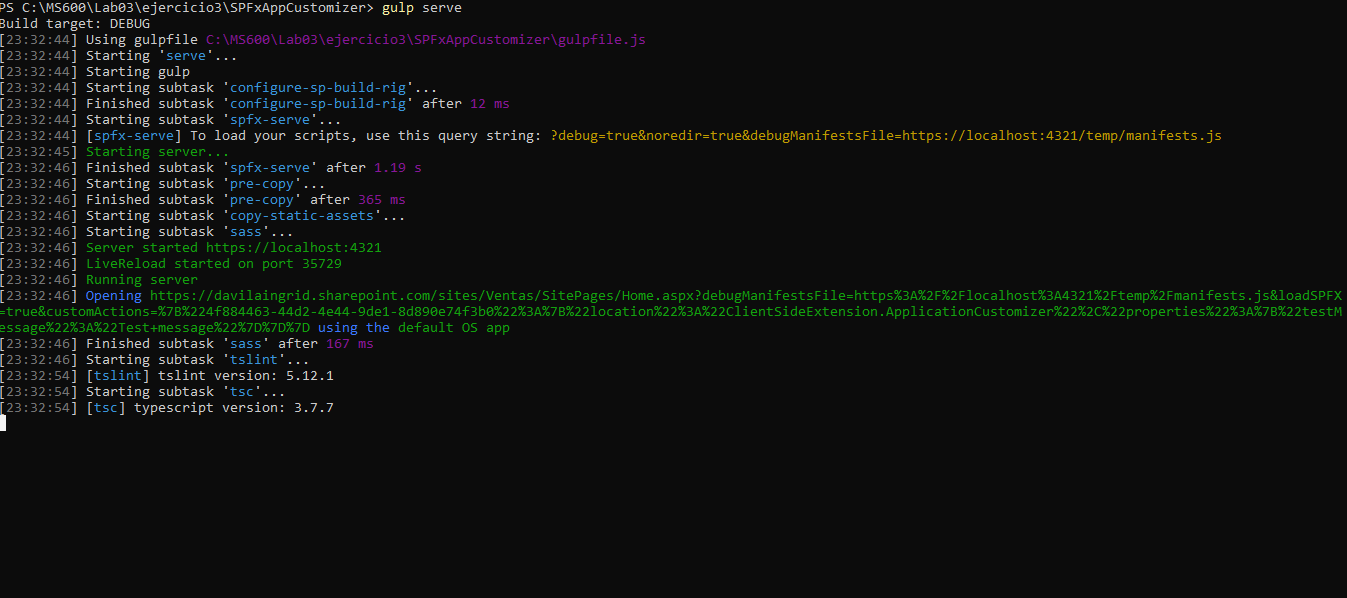 PS C:\MS600\Lab03\ejercicio3\SPFxAppCustomizer> gulp serve
Build target: DEBUG
[23:32:44] Using gulpfile C:\MS600\Lab03\ejercicio3\SPFxAppCustomizer\gulpfile.js
[23:32:44] Starting 'serve'...
[23:32:44] Starting gulp
[23:32:44] Starting subtask 'configure-sp-build-rig'...
[23:32:44] Finished subtask 'configure-sp-build-rig' after 12 ms
[23:32:44] Starting subtask 'spfx-serve'...
[23:32:44] [spfx-serve] To load your scripts, use this query string: ?debug=true&noredir=true&debugManifestsFile=https://localhost:4321/temp/manifests.js
[23:32:45] Starting server...
[23:32:46] Finished subtask 'spfx-serve' after 1.19 s
[23:32:46] Starting subtask 'pre-copy'...
[23:32:46] Finished subtask 'pre-copy' after 365 ms
[23:32:46] Starting subtask 'copy-static-assets'...
[23:32:46] Starting subtask 'sass'...
[23:32:46] Server started https://localhost:4321
[23:32:46] LiveReload started on port 35729
[23:32:46] Running server
[23:32:46] Opening https://davilaingrid.sharepoint.com/sites/Ventas/SitePages/Home.aspx?debugManifestsFile=https%3A%2F%2Flocalhost%3A4321%2Ftemp%2Fmanifests.js&loadSPFX
=true&customActions=%7B%224f884463-44d2-4e44-9de1-8d890e74f3b0%22%3A%7B%22location%22%3A%22ClientSideExtension.ApplicationCustomizer%22%2C%22properties%22%3A%7B%22testM
essage%22%3A%22Test+message%22%7D%7D%7D using the default OS app
[23:32:46] Finished subtask 'sass' after 167 ms
[23:32:46] Starting subtask 'tslint'...
[23:32:54] [tslint] tslint version: 5.12.1
[23:32:54] Starting subtask 'tsc'...
[23:32:54] [tsc] typescript version: 3.7.7